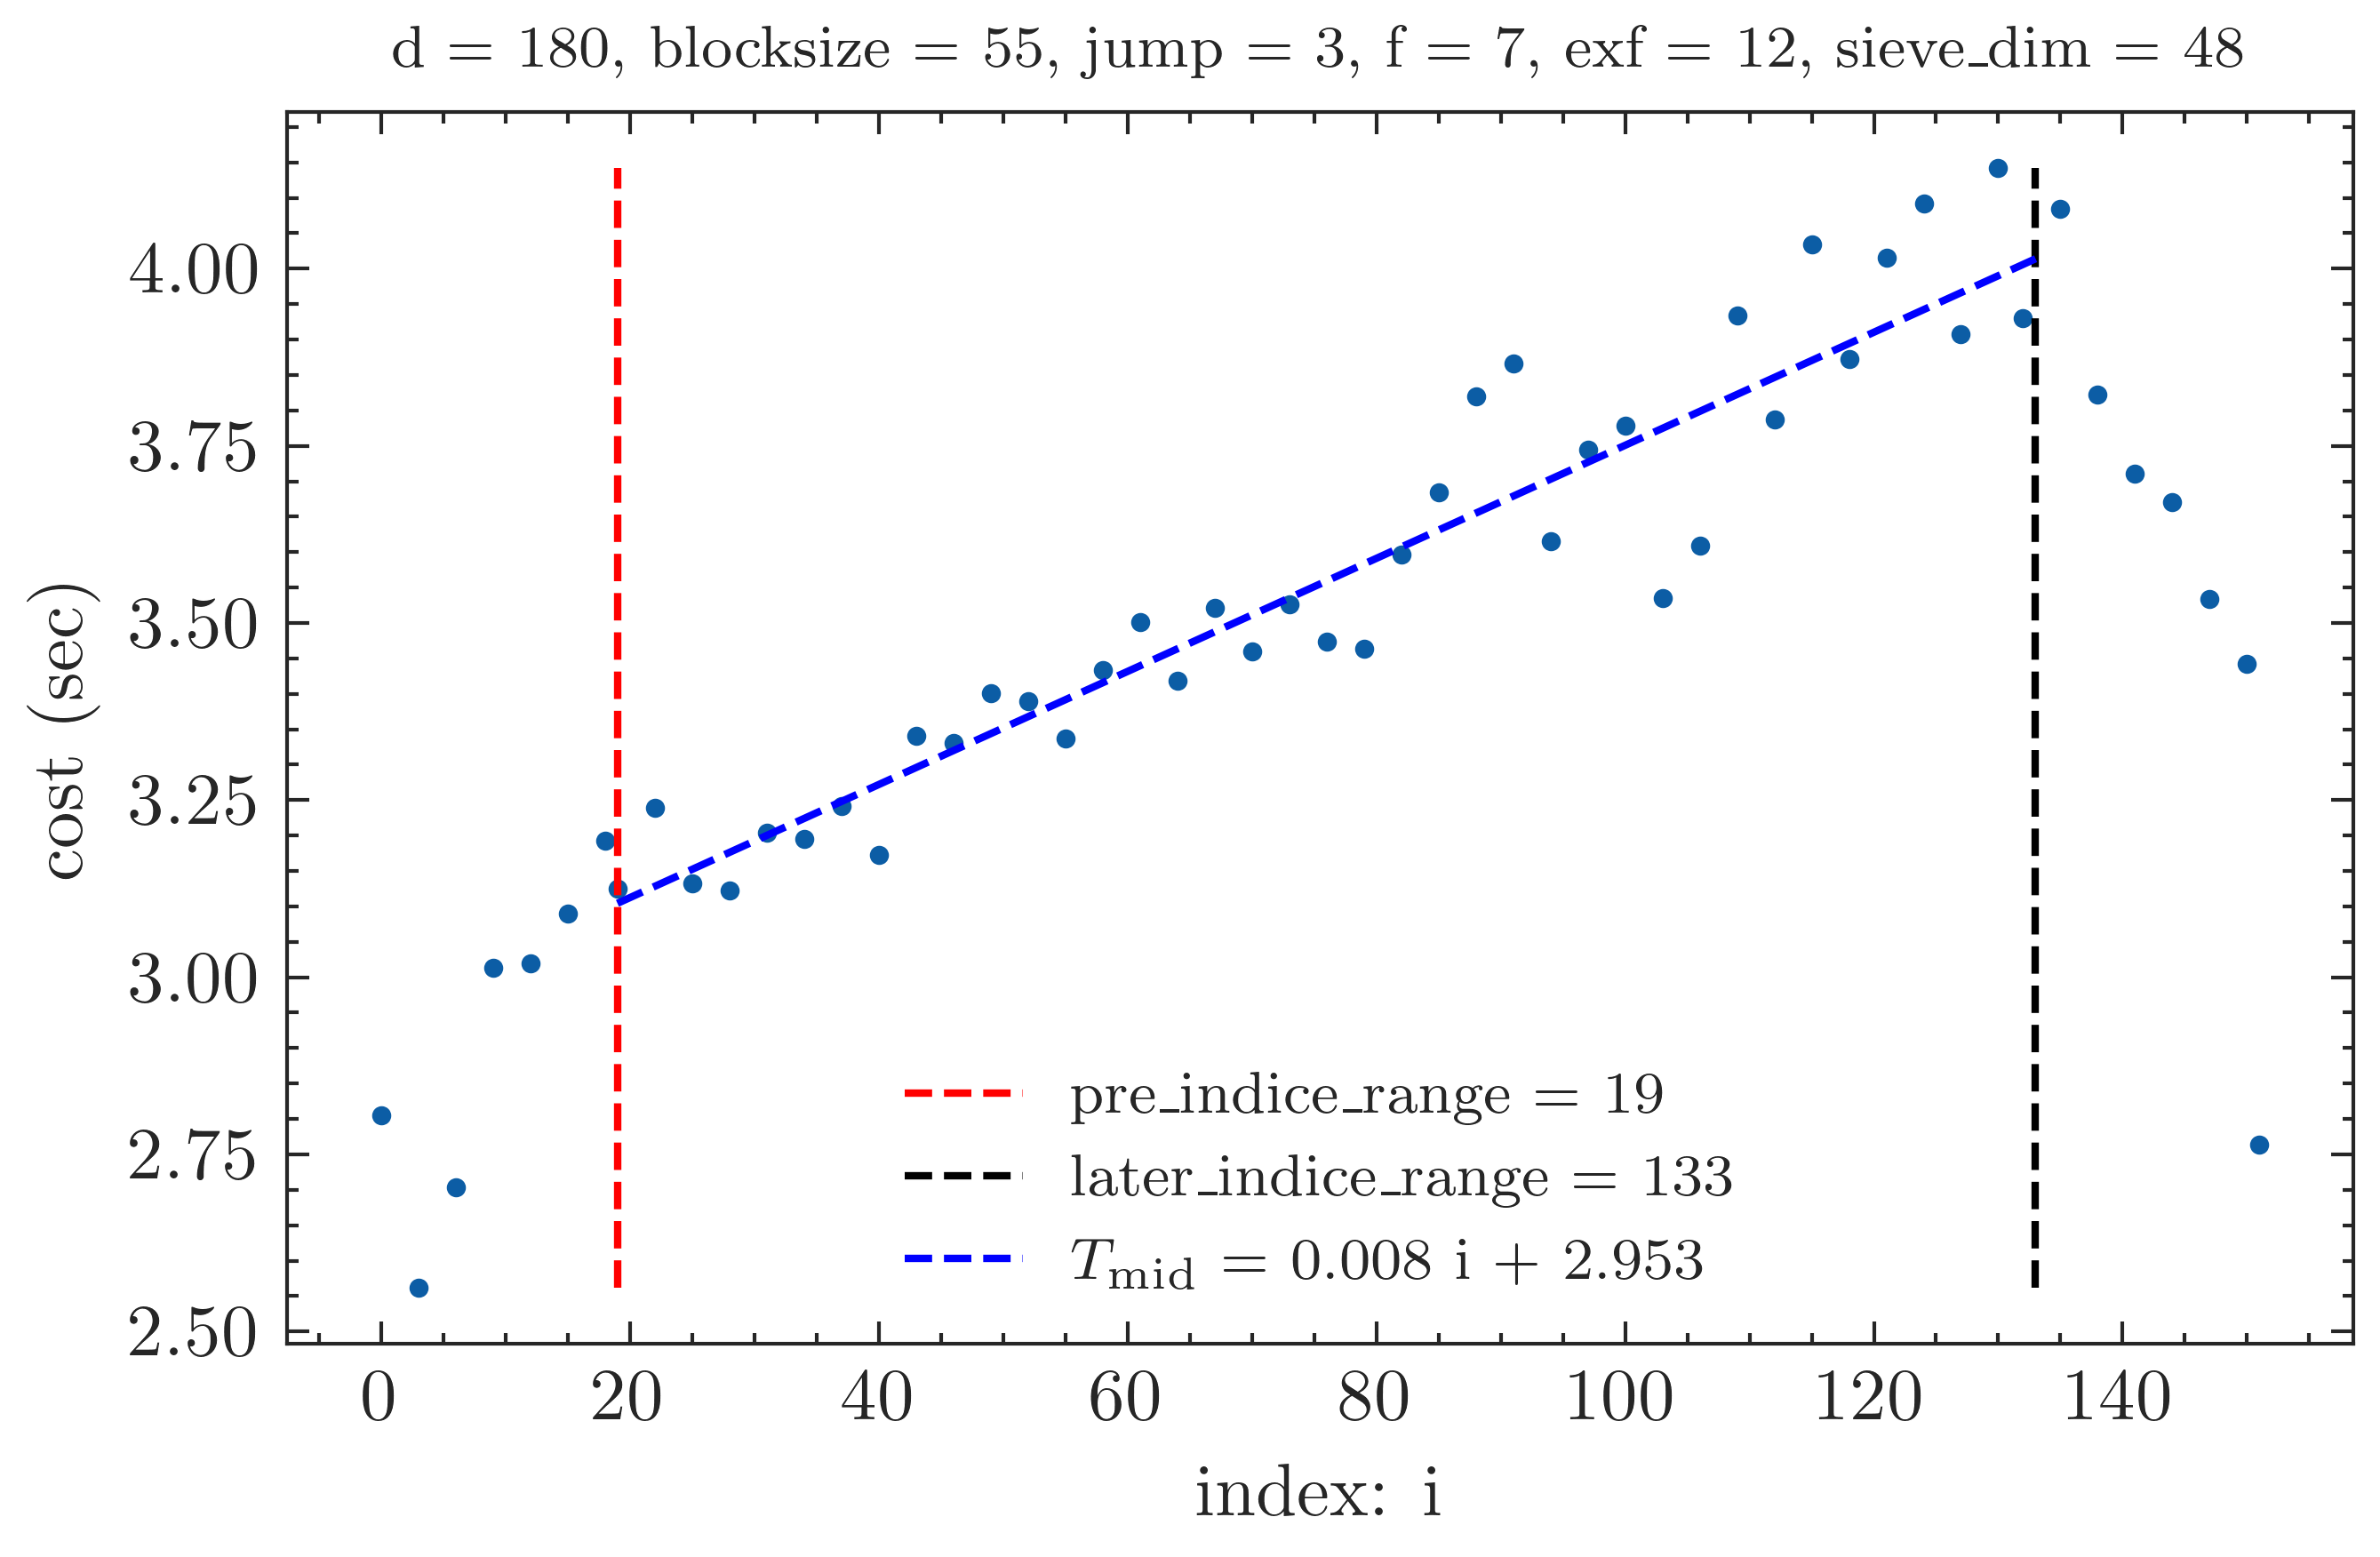 d = 180, blocksize = 55, jump = 3, f = 7, exf = 12, sieve_dim = 48
cost (sec)
4.00
3.75
3.50
3.25
3.00
2.75
2.50
pre_indice_range = 19
later_indice_range = 133
T_mid = 0.008 i + 2.953
0 20 40 60 80 100 120 140
index: i